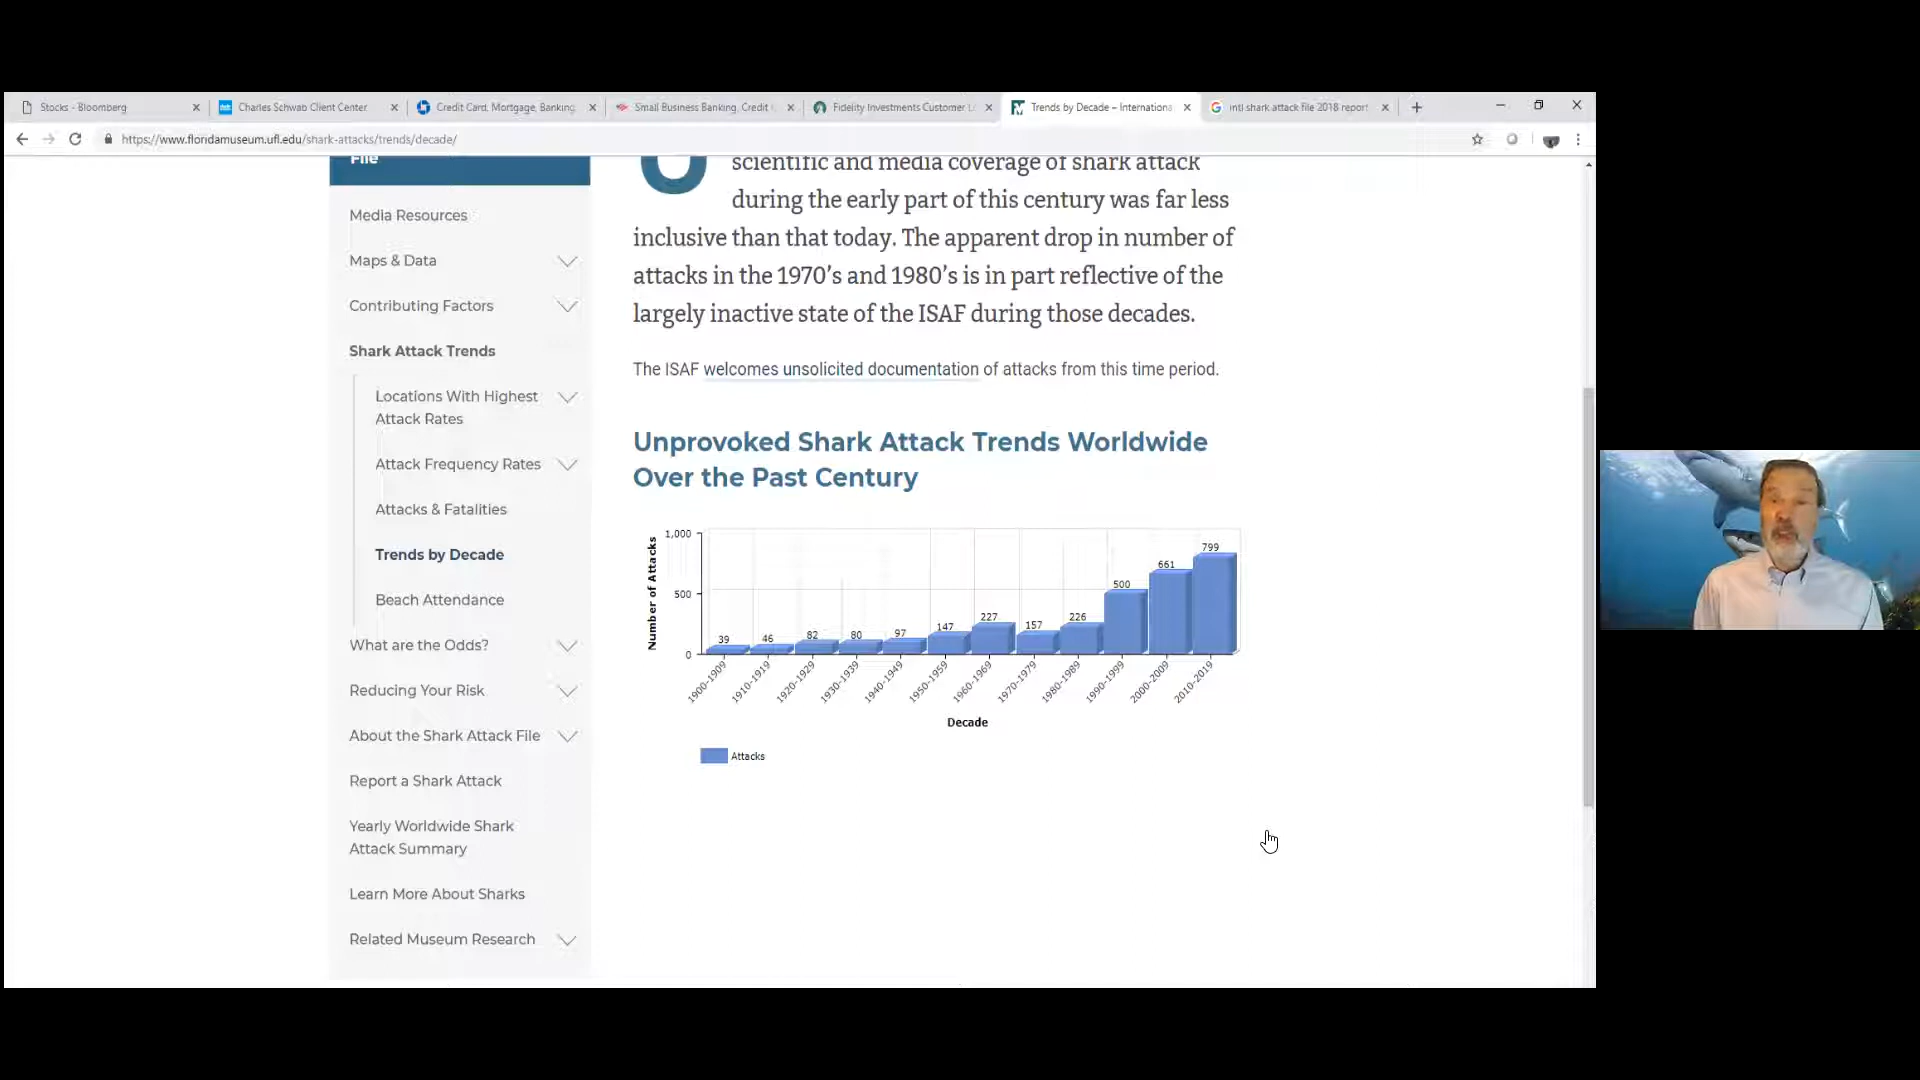 Stocks - Bloomberg
Charles Schwab Client Center
Credit Card, Mortgage, Banking,
Small Business Banking, Credit
Fidelity Investments Customer L
Trends by Decade – Internationa
intl shark attack file 2018 report
https://www.floridamuseum.ufl.edu/shark-attacks/trends/decade/
File
Media Resources
Maps & Data
Contributing Factors
Shark Attack Trends
Locations With Highest
Attack Rates
Attack Frequency Rates
Attacks & Fatalities
Trends by Decade
Beach Attendance
What are the Odds?
Reducing Your Risk
About the Shark Attack File
Report a Shark Attack
Yearly Worldwide Shark
Attack Summary
Learn More About Sharks
Related Museum Research
scientific and media coverage of shark attack
during the early part of this century was far less
inclusive than that today. The apparent drop in number of
attacks in the 1970’s and 1980’s is in part reflective of the
largely inactive state of the ISAF during those decades.
The ISAF welcomes unsolicited documentation of attacks from this time period.
Unprovoked Shark Attack Trends Worldwide
Over the Past Century
Number of Attacks
1,000
500
0
39
46
82
80
97
147
227
157
226
500
661
799
1900-1909
1910-1919
1920-1929
1930-1939
1940-1949
1950-1959
1960-1969
1970-1979
1980-1989
1990-1999
2000-2009
2010-2019
Decade
Attacks